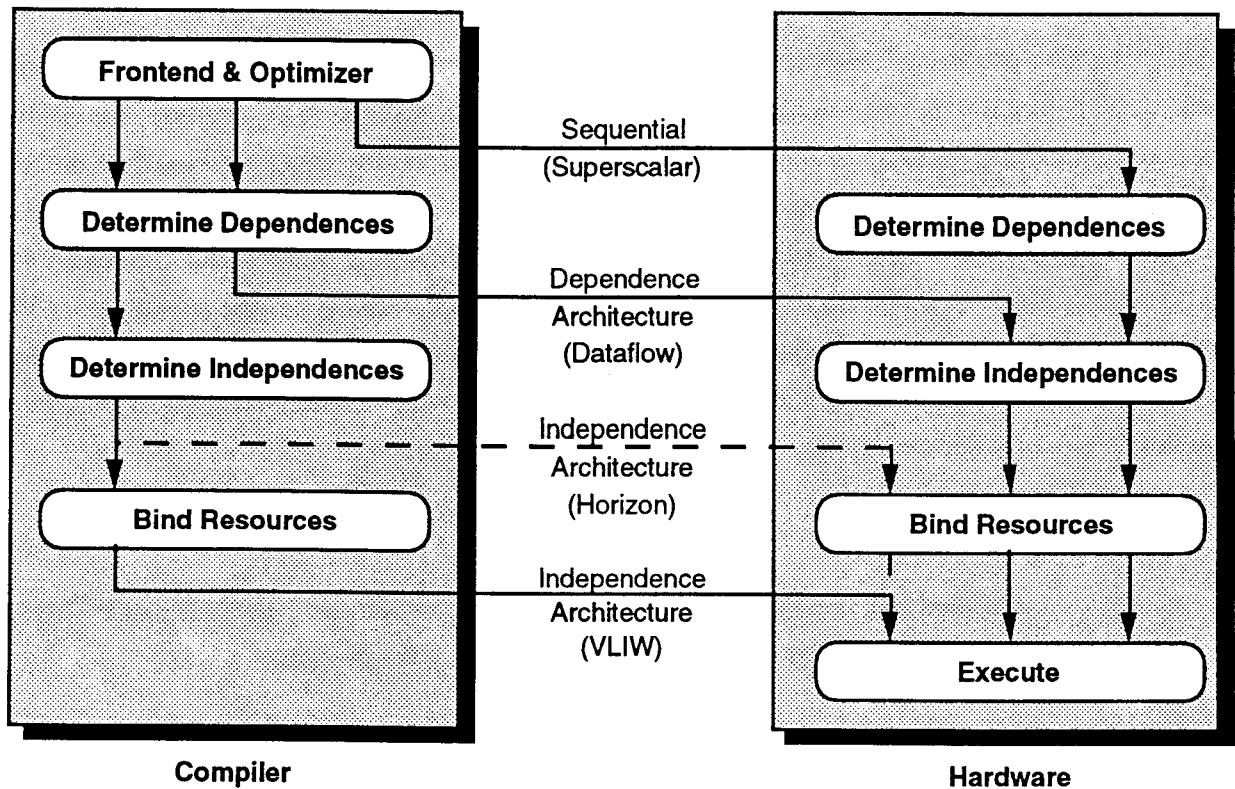 Frontend & Optimizer
Sequential
(Superscalar)
Determine Dependences
Determine Dependences
Dependence
Architecture
(Dataflow)
Determine Independences
Determine Independences
Independence
Architecture
(Horizon)
Bind Resources
Bind Resources
Independence
Architecture
(VLIW)
Execute
Compiler
Hardware